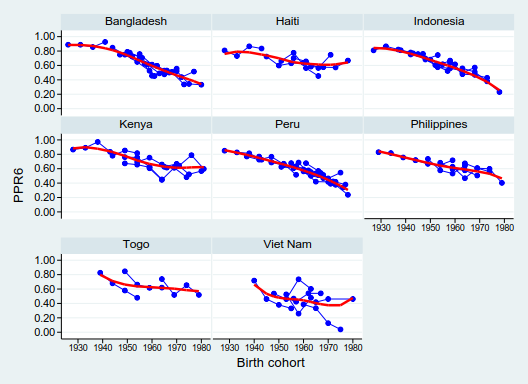 Bangladesh Haiti Indonesia
1.00
0.80
0.60
0.40
0.20
0.00
Kenya Peru Philippines
1.00
0.80
0.60
0.40
0.20
0.00
1930 1940 1950 1960 1970 1980
Togo Viet Nam
1.00
0.80
0.60
0.40
0.20
0.00
1930 1940 1950 1960 1970 1980 1930 1940 1950 1960 1970 1980
PPR6
Birth cohort